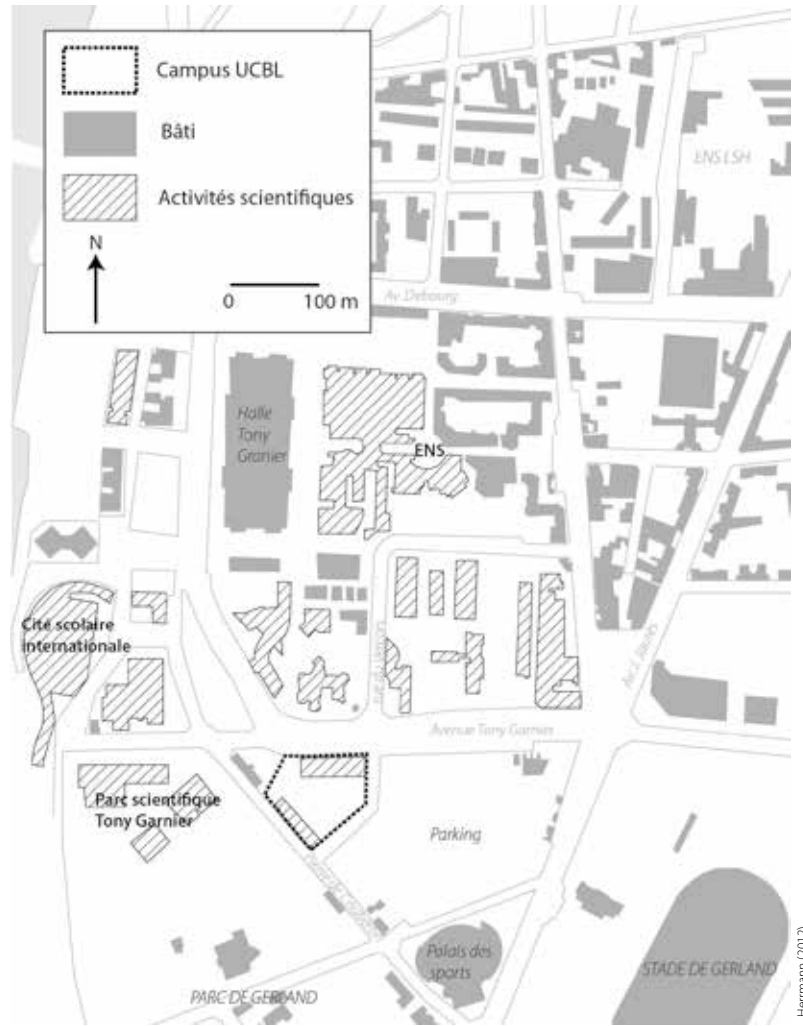 Campus UCBL
Bâti
Activités scientifiques
N
0 100 m
ENS LSH
Av. Debourg
Halle
Tony
Granier
ENS
Cité scolaire
internationale
Avenue Tony Garnier
Parc scientifique
Tony Garnier
Parking
Palais des
sports
STADE DE GERLAND
PARC DE GERLAND
Herrmann (2012)